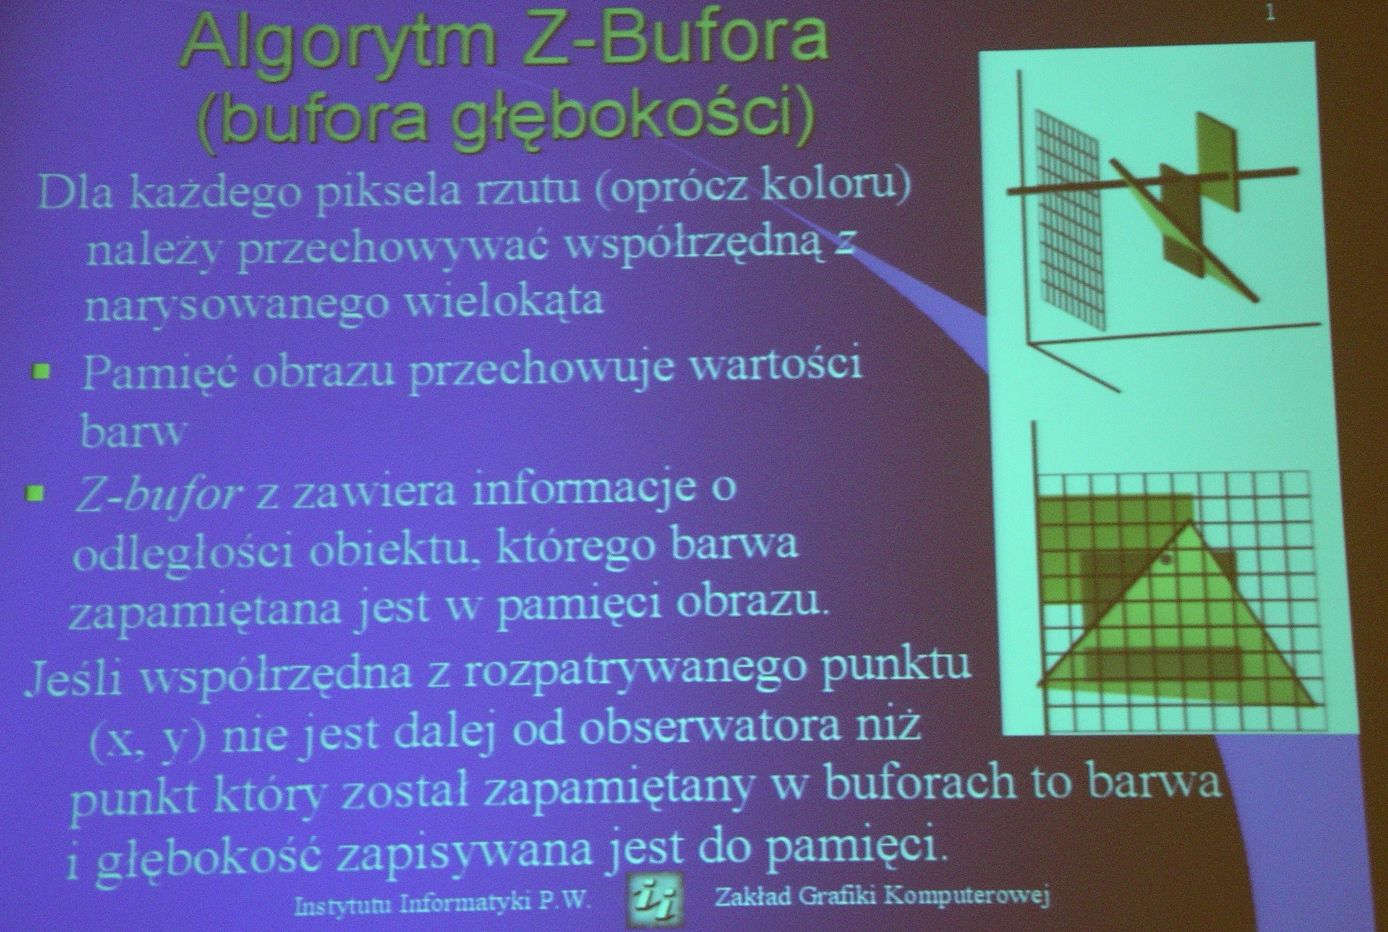 1
Algorytm Z-Bufora
(bufora głębokości)
Dla każdego piksela rzutu (oprócz koloru)
należy przechowywać współrzędną z
narysowanego wielokąta
Pamięć obrazu przechowuje wartości
barw
Z-bufor z zawiera informacje o
odległości obiektu, którego barwa
zapamiętana jest w pamięci obrazu.
Jeśli współrzędna z rozpatrywanego punktu
(x, y) nie jest dalej od obserwatora niż
punkt który został zapamiętany w buforach to barwa
i głębokość zapisywana jest do pamięci.
Instytutu Informatyki P.W. ii Zakład Grafiki Komputerowej